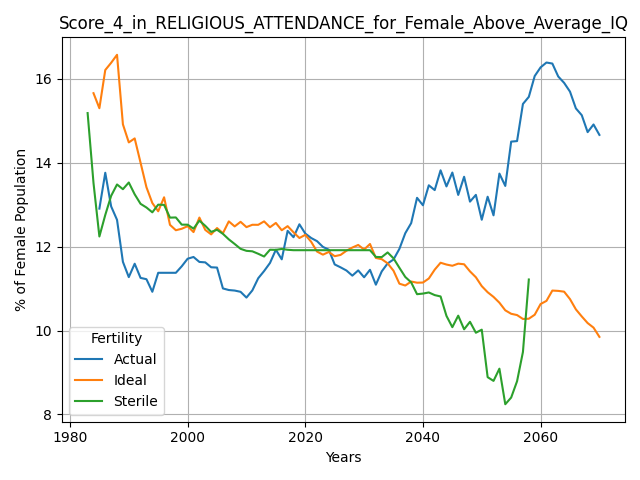 Score_4_in_RELIGIOUS_ATTENDANCE_for_Female_Above_Average_IQ
% of Female Population
16
14
12
10
8
Fertility
Actual
Ideal
Sterile
1980
2000
2020
2040
2060
Years